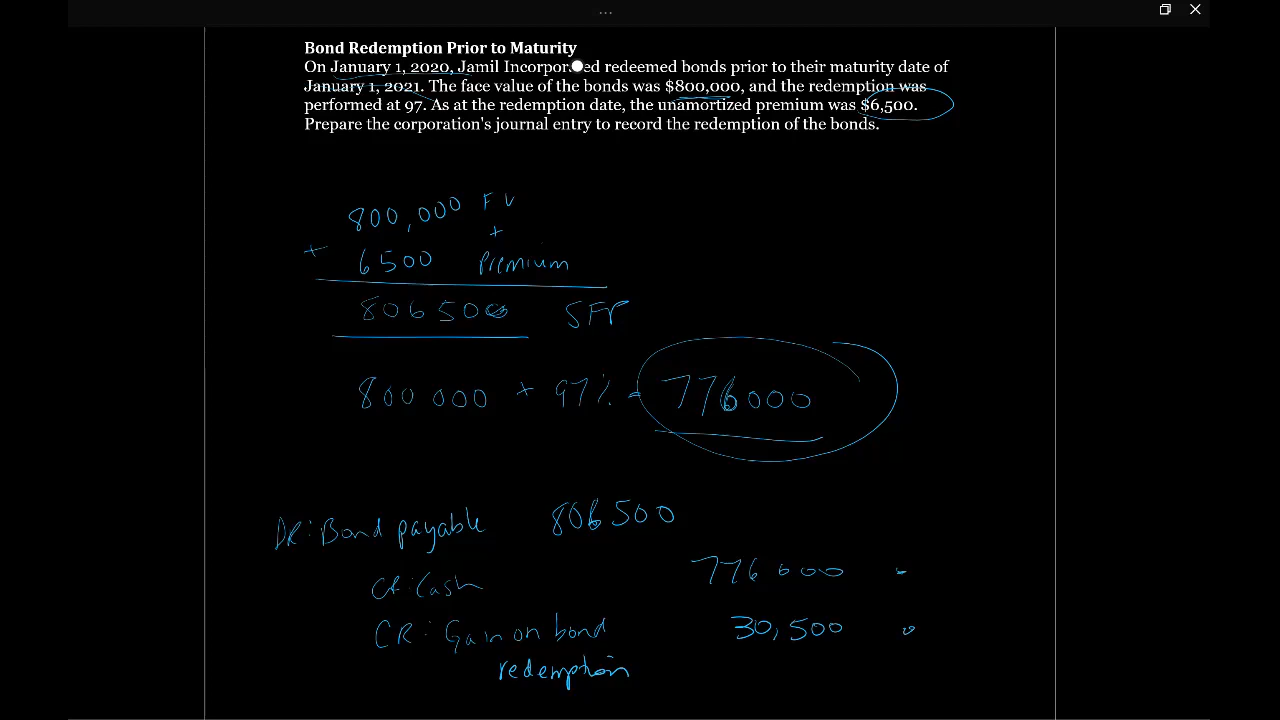 Bond Redemption Prior to Maturity
On January 1, 2020, Jamil Incorporated redeemed bonds prior to their maturity date of
January 1, 2021. The face value of the bonds was $800,000, and the redemption was
performed at 97. As at the redemption date, the unamortized premium was $6,500.
Prepare the corporation's journal entry to record the redemption of the bonds.
800,000 FV
+
+ 6500 Premium
806500 SFP
800 000 + 97% = 776000
DR: Bond payable 806500
CR: Cash 776000
CR: Gain on bond 30,500
redemption